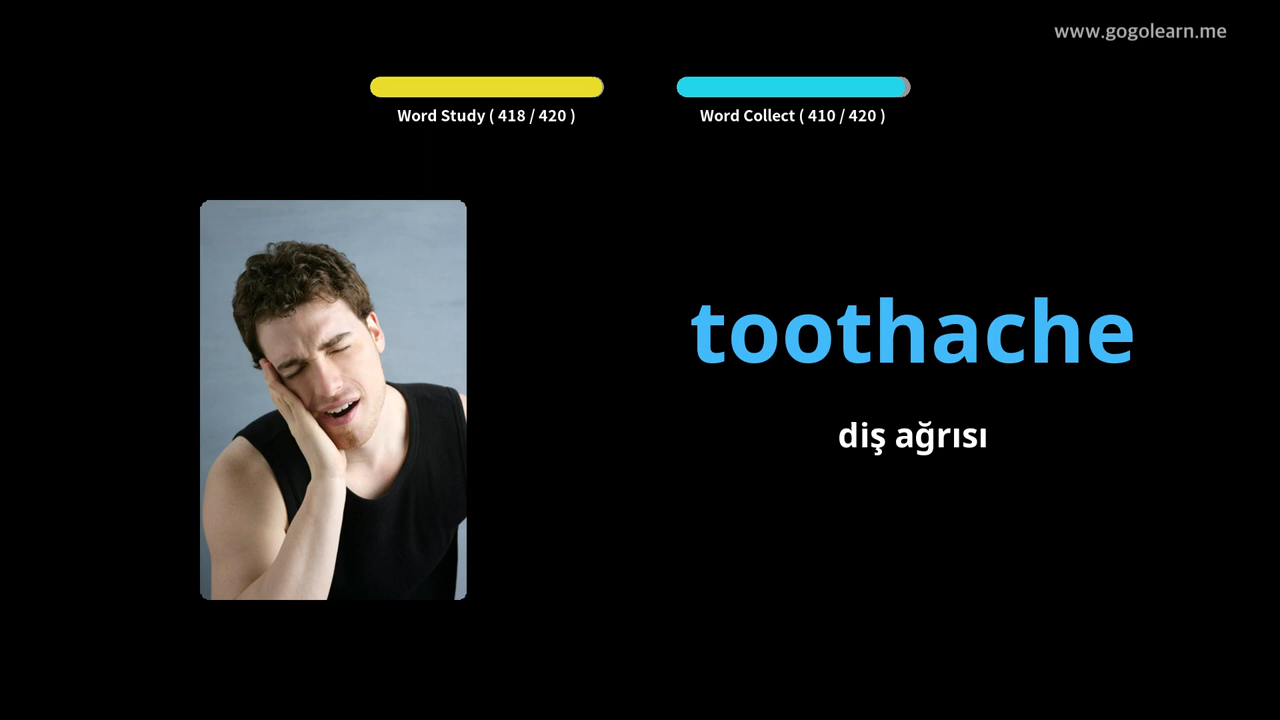 www.gogolearn.me
Word Study ( 418 / 420 )
Word Collect ( 410 / 420 )
toothache
diş ağrısı